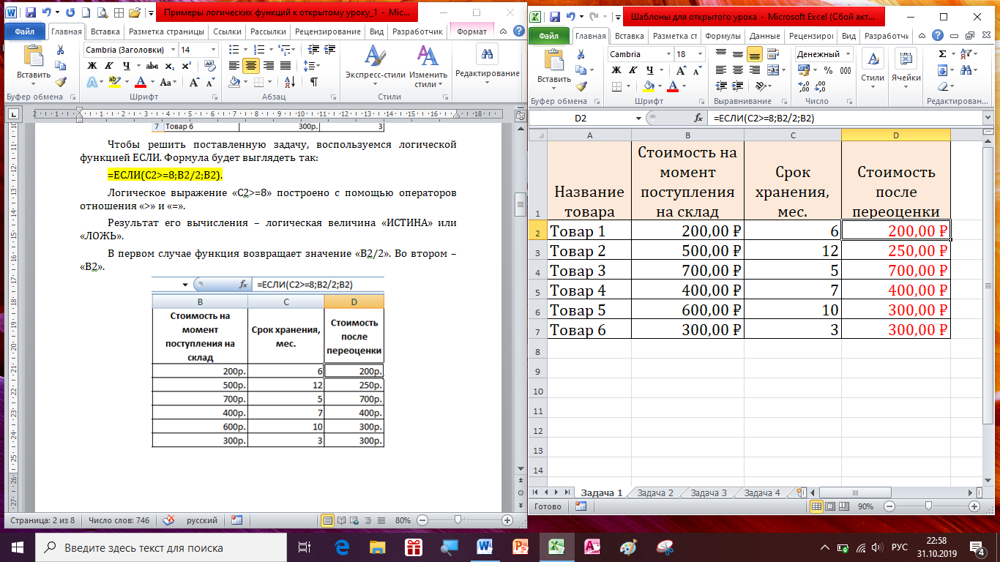 Примеры логических функций к открытому уроку_1 - Mic...
Файл Главная Вставка Разметка страницы Ссылки Рассылки Рецензирование Вид Разработчик Формат
Вставить
Cambria (Заголовки) 14
Экспресс-стили
Изменить стили
Редактирование
Буфер обмена Шрифт Абзац Стили
7 Товар 6 300р. 3
Чтобы решить поставленную задачу, воспользуемся логической
функцией ЕСЛИ. Формула будет выглядеть так:
=ЕСЛИ(C2>=8;B2/2;B2).
Логическое выражение «С2>=8» построено с помощью операторов
отношения «>» и «=».
Результат его вычисления – логическая величина «ИСТИНА» или
«ЛОЖЬ».
В первом случае функция возвращает значение «В2/2». Во втором –
«В2».
=ЕСЛИ(C2>=8;B2/2;B2)
B C D
Стоимость на момент поступления на склад Срок хранения, мес. Стоимость после переоценки
200р. 6 200р.
500р. 12 250р.
700р. 5 700р.
400р. 7 400р.
600р. 10 300р.
300р. 3 300р.
Страница: 2 из 8 Число слов: 746 русский 80%
Шаблоны для открытого урока - Microsoft Excel (Сбой акт...
Файл Главная Вставка Разметка ст Формулы Данные Рецензирог Вид Разработчи
Вставить
Cambria 18
Денежный
Стили
Ячейки
Буфер обмена Шрифт Выравнивание Число Редактирован...
D2 fx =ЕСЛИ(C2>=8;B2/2;B2)
A B C D
1 Название товара Стоимость на момент поступления на склад Срок хранения, мес. Стоимость после переоценки
2 Товар 1 200,00 ₽ 6 200,00 ₽
3 Товар 2 500,00 ₽ 12 250,00 ₽
4 Товар 3 700,00 ₽ 5 700,00 ₽
5 Товар 4 400,00 ₽ 7 400,00 ₽
6 Товар 5 600,00 ₽ 10 300,00 ₽
7 Товар 6 300,00 ₽ 3 300,00 ₽
8
9
10
11
12
13
14
Задача 1 Задача 2 Задача 3 Задача 4
Готово 90%
Введите здесь текст для поиска
РУС
22:58
31.10.2019
4